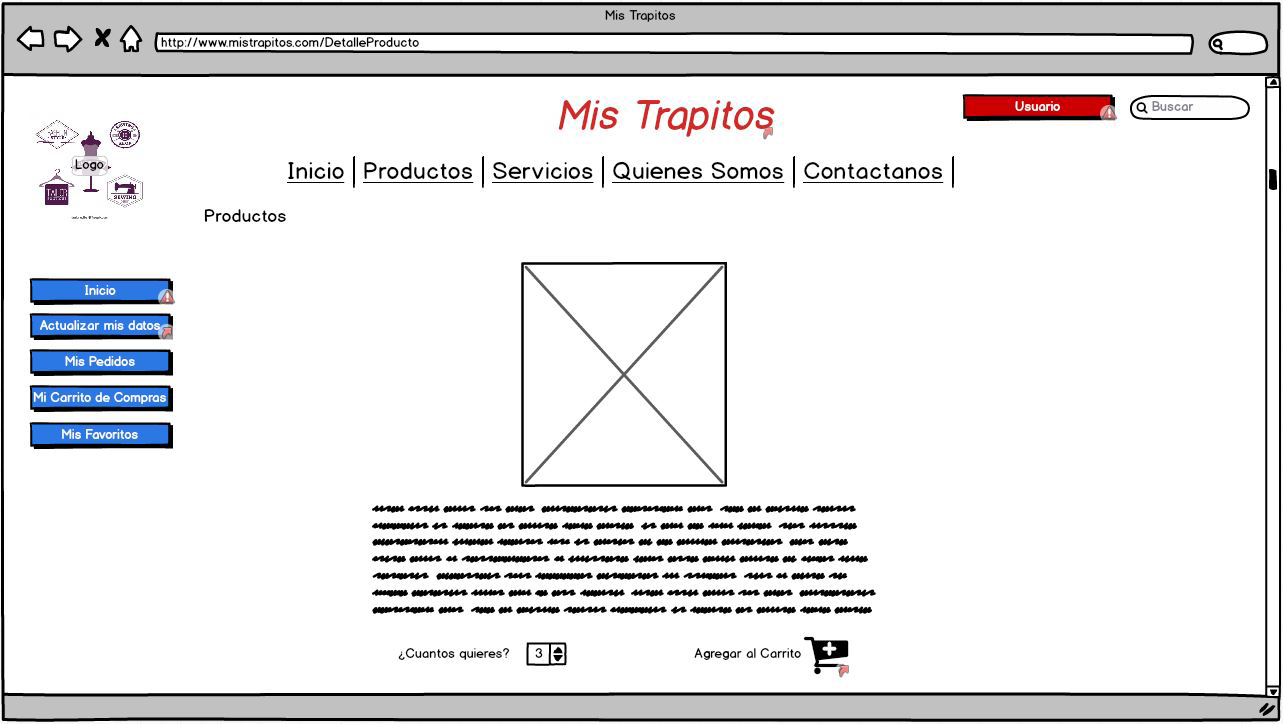 Mis Trapitos
http://www.mistrapitos.com/DetalleProducto
Mis Trapitos
Usuario
Buscar
Logo
Inicio
Productos
Servicios
Quienes Somos
Contactanos
Productos
Inicio
Actualizar mis datos
Mis Pedidos
Mi Carrito de Compras
Mis Favoritos
¿Cuantos quieres?
3
Agregar al Carrito